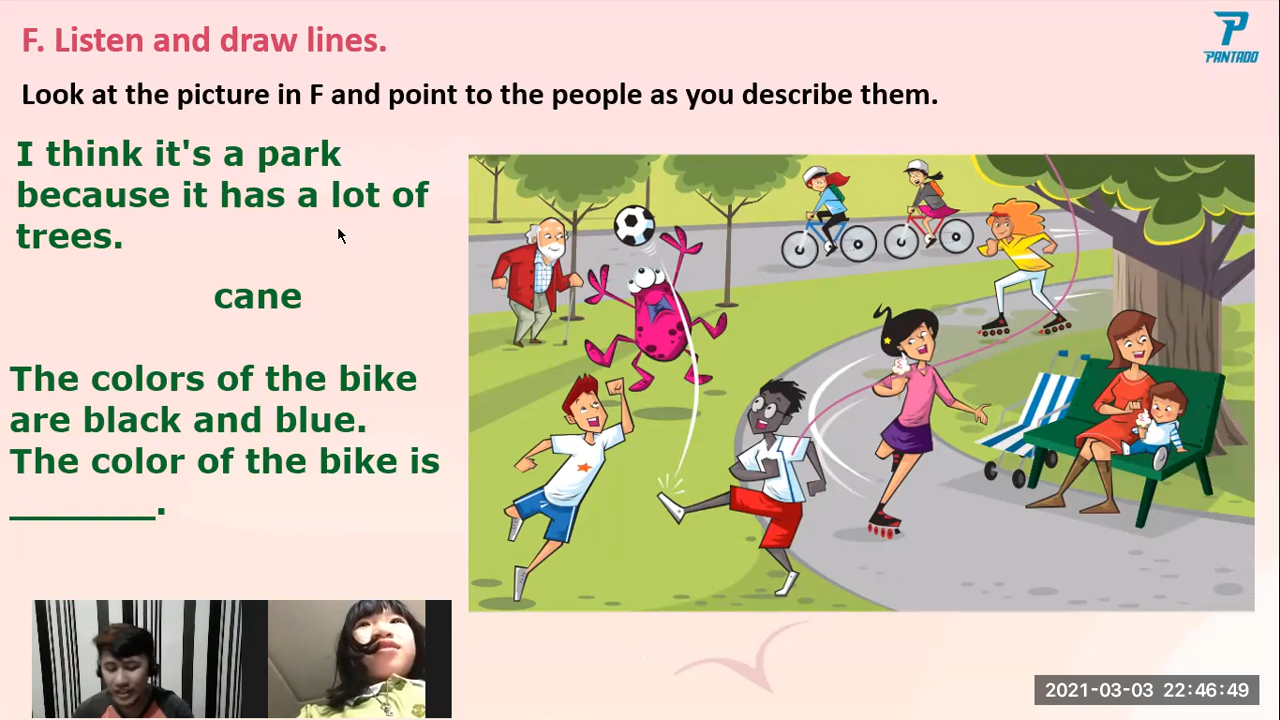 F. Listen and draw lines.
PANTADO
Look at the picture in F and point to the people as you describe them.
I think it's a park
because it has a lot of
trees.
cane
The colors of the bike
are black and blue.
The color of the bike is
_______.
2021-03-03 22:46:49